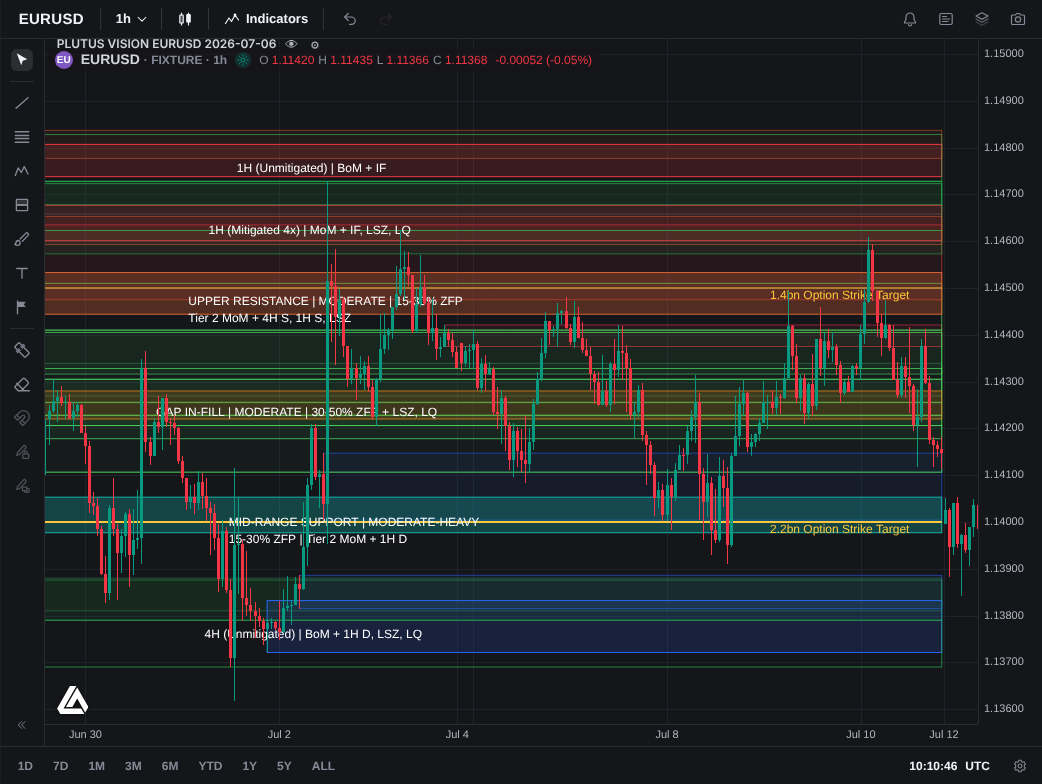 EURUSD 1h Indicators
PLUTUS VISION EURUSD 2026-07-06
EU EURUSD · FIXTURE · 1h O 1.11420 H 1.11435 L 1.11366 C 1.11368 -0.00052 (-0.05%)
1.15000
1.14900
1.14800
1H (Unmitigated) | BoM + IF
1.14700
1H (Mitigated 4x) | MoM + IF, LSZ, LQ
1.14600
1.14500
1.4bn Option Strike Target
UPPER RESISTANCE | MODERATE | 15-30% ZFP
Tier 2 MoM + 4H S, 1H S, LSZ
1.14400
1.14300
GAP IN-FILL | MODERATE | 30-50% ZFP + LSZ, LQ
1.14200
1.14100
MID-RANGE SUPPORT | MODERATE-HEAVY
1.14000
2.2bn Option Strike Target
15-30% ZFP | Tier 2 MoM + 1H D
1.13900
1.13800
4H (Unmitigated) | BoM + 1H D, LSZ, LQ
1.13700
1.13600
Jun 30 Jul 2 Jul 4 Jul 8 Jul 10 Jul 12
1D 7D 1M 3M 6M YTD 1Y 5Y ALL 10:10:46 UTC